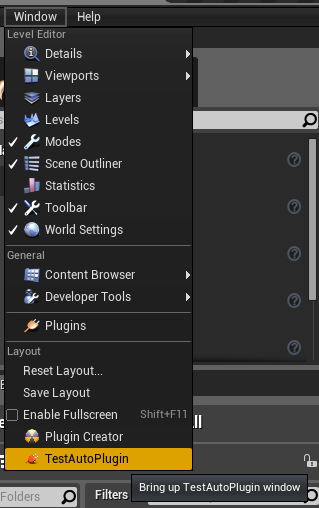 Window Help
Level Editor
Details
Viewports
Layers
Levels
Modes
Scene Outliner
Statistics
Toolbar
World Settings
General
Content Browser
Developer Tools
Plugins
Layout
Reset Layout...
Save Layout
Enable Fullscreen Shift+F11
Plugin Creator
TestAutoPlugin
Bring up TestAutoPlugin window
Folders
Filters